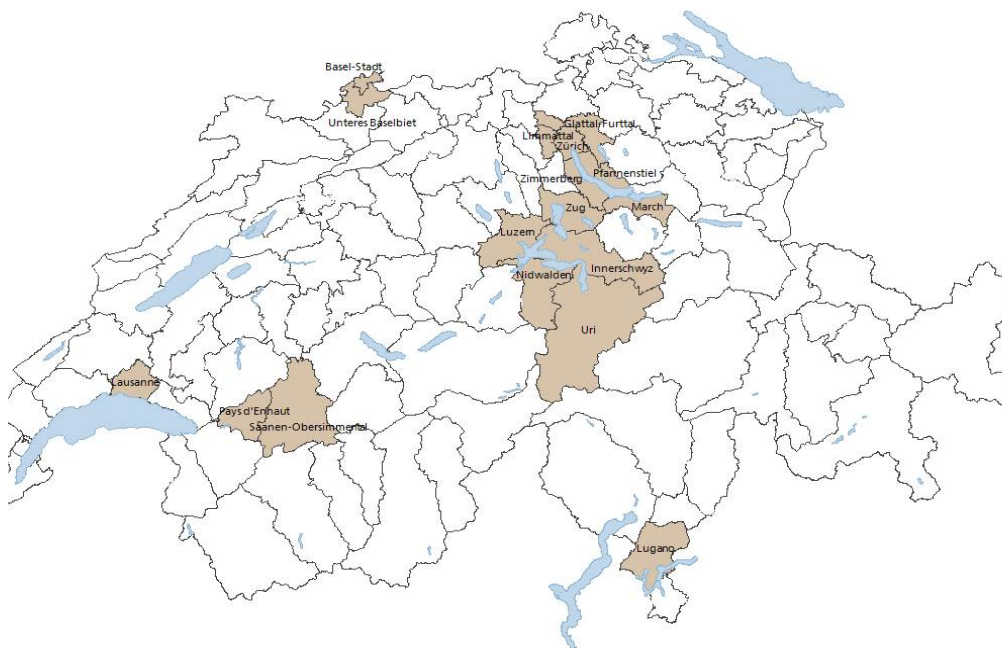 Basel-Stadt
Unteres Baselbiet
Glattal-Furttal
Limmattal
Zürich
Pfannenstiel
Zimmerberg
Zug
March
Luzern
Innerschwyz
Nidwalden
Uri
Lausanne
Pays d'Enhaut
Saanen-Obersimmental
Lugano